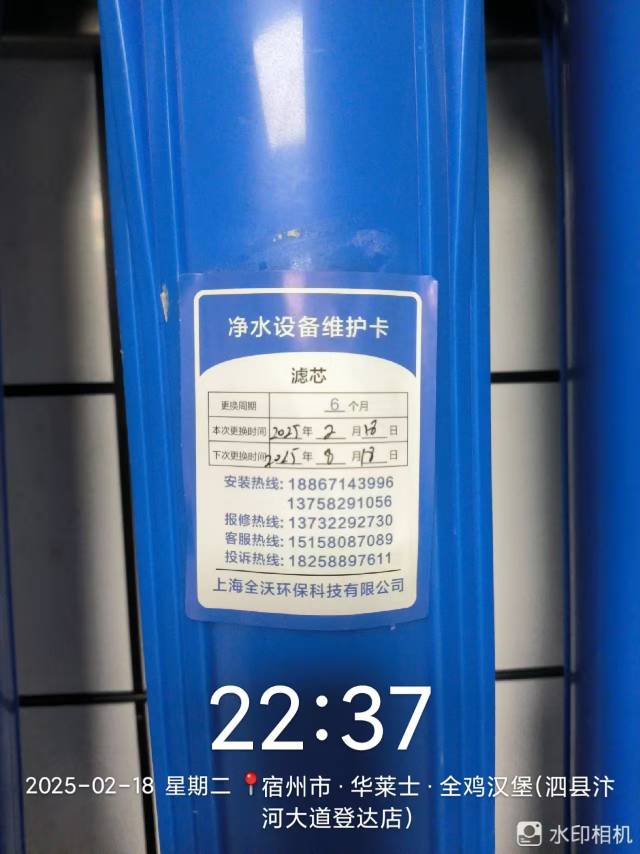 净水设备维护卡
滤芯
更换周期 6 个月
本次更换时间 2025 年 2 月 18 日
下次更换时间 2025 年 8 月 18 日
安装热线: 18867143996
13758291056
报修热线: 13732292730
客服热线: 15158087089
投诉热线: 18258897611
上海全沃环保科技有限公司
22:37
2025-02-18 星期二 宿州市·华莱士·全鸡汉堡(泗县汴
河大道登达店)
水印相机